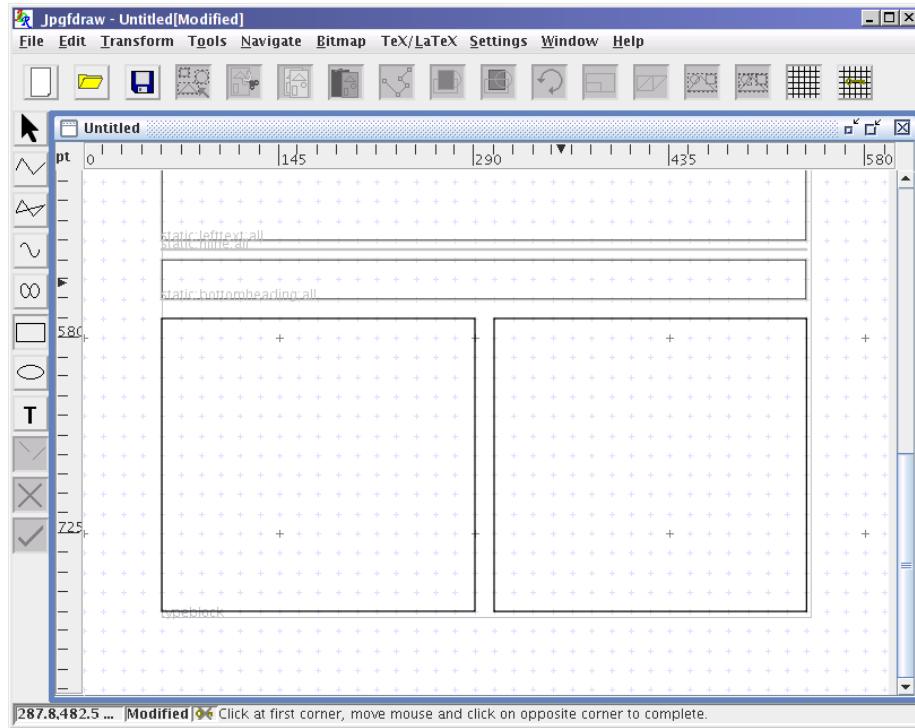 Jpgfdraw - Untitled[Modified]
File Edit Transform Tools Navigate Bitmap TeX/LaTeX Settings Window Help
Untitled
pt 0 145 290 435 580
static:lefttext:all
static:hline:all
static:bottomheading:all
580
T
725
typeblock
287.8,482.5 ... Modified Click at first corner, move mouse and click on opposite corner to complete.